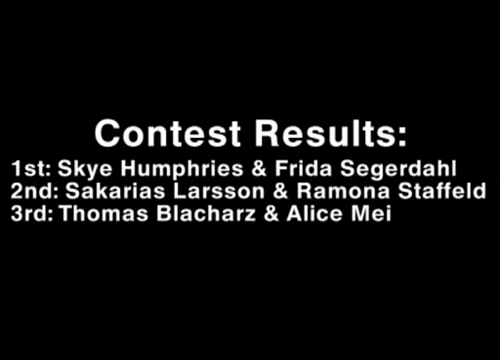 Contest Results:
1st: Skye Humphries & Frida Segerdahl
2nd: Sakarias Larsson & Ramona Staffeld
3rd: Thomas Blacharz & Alice Mei